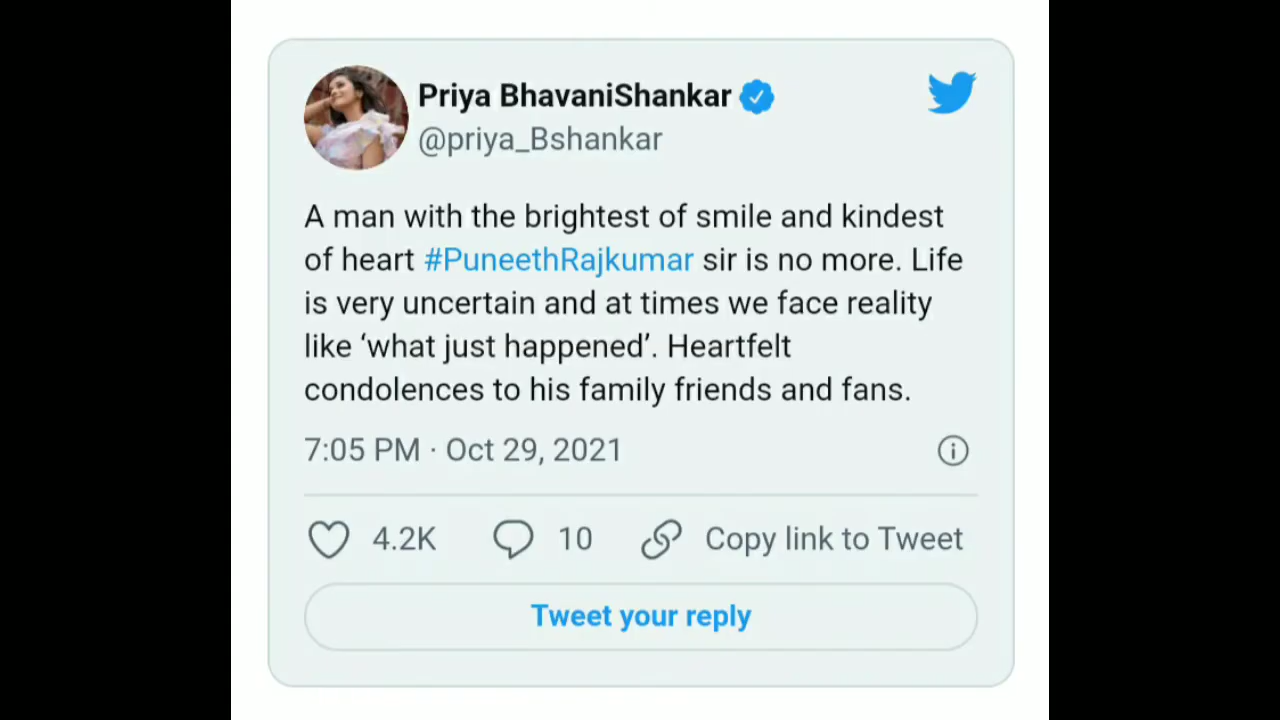 Priya BhavaniShankar
@priya_Bshankar
A man with the brightest of smile and kindest
of heart #PuneethRajkumar sir is no more. Life
is very uncertain and at times we face reality
like ‘what just happened’. Heartfelt
condolences to his family friends and fans.
7:05 PM · Oct 29, 2021
4.2K 10 Copy link to Tweet
Tweet your reply